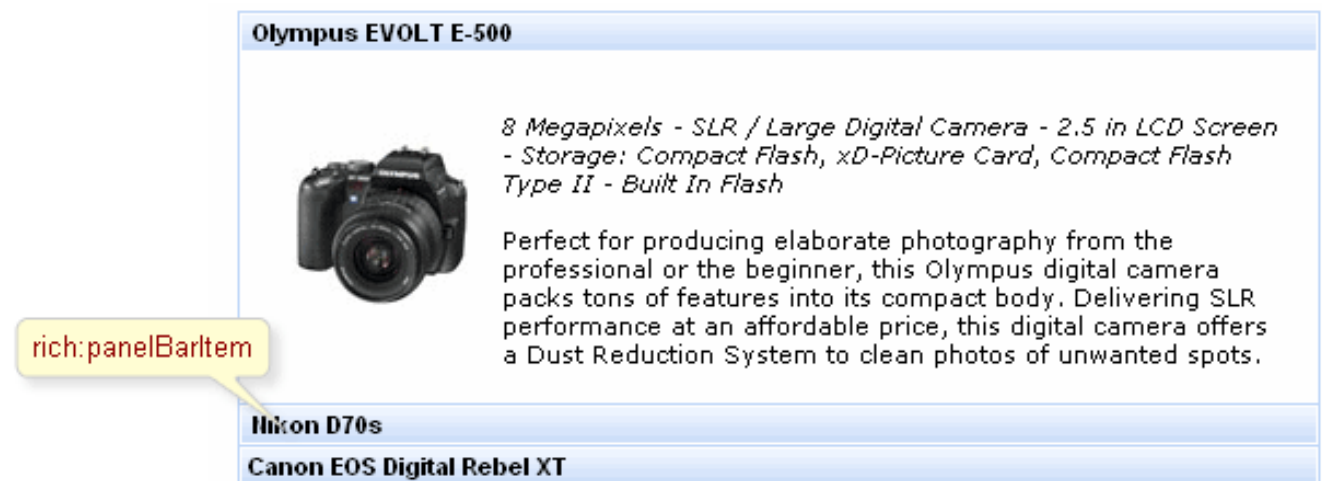 Olympus EVOLT E-500
8 Megapixels - SLR / Large Digital Camera - 2.5 in LCD Screen
- Storage: Compact Flash, xD-Picture Card, Compact Flash
Type II - Built In Flash
OLYMPUS
Perfect for producing elaborate photography from the
professional or the beginner, this Olympus digital camera
packs tons of features into its compact body. Delivering SLR
performance at an affordable price, this digital camera offers
a Dust Reduction System to clean photos of unwanted spots.
rich:panelBarItem
Nikon D70s
Canon EOS Digital Rebel XT